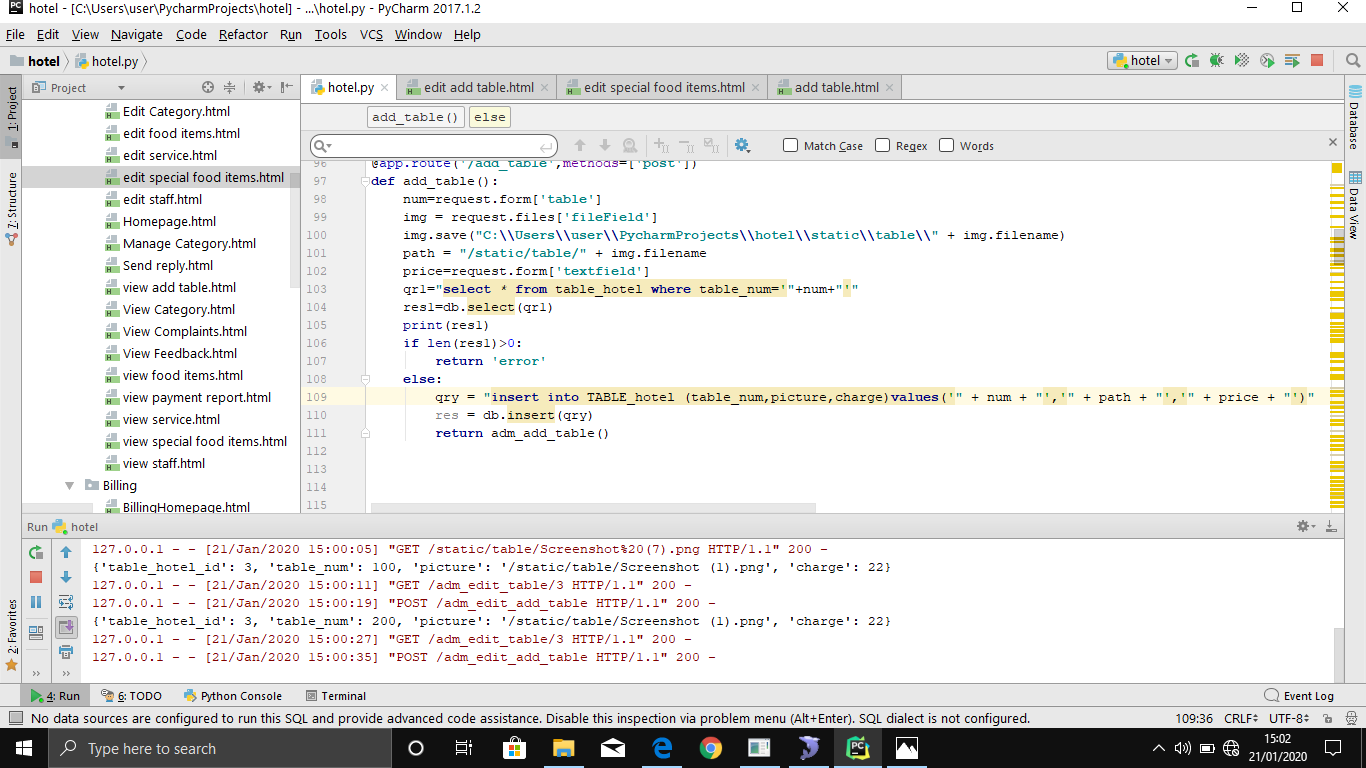 hotel - [C:\Users\user\PycharmProjects\hotel] - ...\hotel.py - PyCharm 2017.1.2
File Edit View Navigate Code Refactor Run Tools VCS Window Help
hotel hotel.py hotel
Project hotel.py edit add table.html edit special food items.html add table.html
1: Project
7: Structure
2: Favorites
Database
Data View
Edit Category.html
edit food items.html
edit service.html
edit special food items.html
edit staff.html
Homepage.html
Manage Category.html
Send reply.html
view add table.html
View Category.html
View Complaints.html
View Feedback.html
view food items.html
view payment report.html
view service.html
view special food items.html
view staff.html
Billing
BillingHomepage.html
add_table() else
Match Case Regex Words
96 @app.route('/add_table',methods=['post'])
97 def add_table():
98 num=request.form['table']
99 img = request.files['fileField']
100 img.save("C:\\Users\\user\\PycharmProjects\\hotel\\static\\table\\" + img.filename)
101 path = "/static/table/" + img.filename
102 price=request.form['textfield']
103 qr1="select * from table_hotel where table_num='"+num+"'"
104 res1=db.select(qr1)
105 print(res1)
106 if len(res1)>0:
107 return 'error'
108 else:
109 qry = "insert into TABLE_hotel (table_num,picture,charge)values('" + num + "','" + path + "','" + price + "')"
110 res = db.insert(qry)
111 return adm_add_table()
112
113
114
115
Run hotel
127.0.0.1 - - [21/Jan/2020 15:00:05] "GET /static/table/Screenshot%20(7).png HTTP/1.1" 200 -
{'table_hotel_id': 3, 'table_num': 100, 'picture': '/static/table/Screenshot (1).png', 'charge': 22}
127.0.0.1 - - [21/Jan/2020 15:00:11] "GET /adm_edit_table/3 HTTP/1.1" 200 -
127.0.0.1 - - [21/Jan/2020 15:00:19] "POST /adm_edit_add_table HTTP/1.1" 200 -
{'table_hotel_id': 3, 'table_num': 200, 'picture': '/static/table/Screenshot (1).png', 'charge': 22}
127.0.0.1 - - [21/Jan/2020 15:00:27] "GET /adm_edit_table/3 HTTP/1.1" 200 -
127.0.0.1 - - [21/Jan/2020 15:00:35] "POST /adm_edit_add_table HTTP/1.1" 200 -
4: Run 6: TODO Python Console Terminal Event Log
No data sources are configured to run this SQL and provide advanced code assistance. Disable this inspection via problem menu (Alt+Enter). SQL dialect is not configured. 109:36 CRLF UTF-8
Type here to search
15:02
21/01/2020